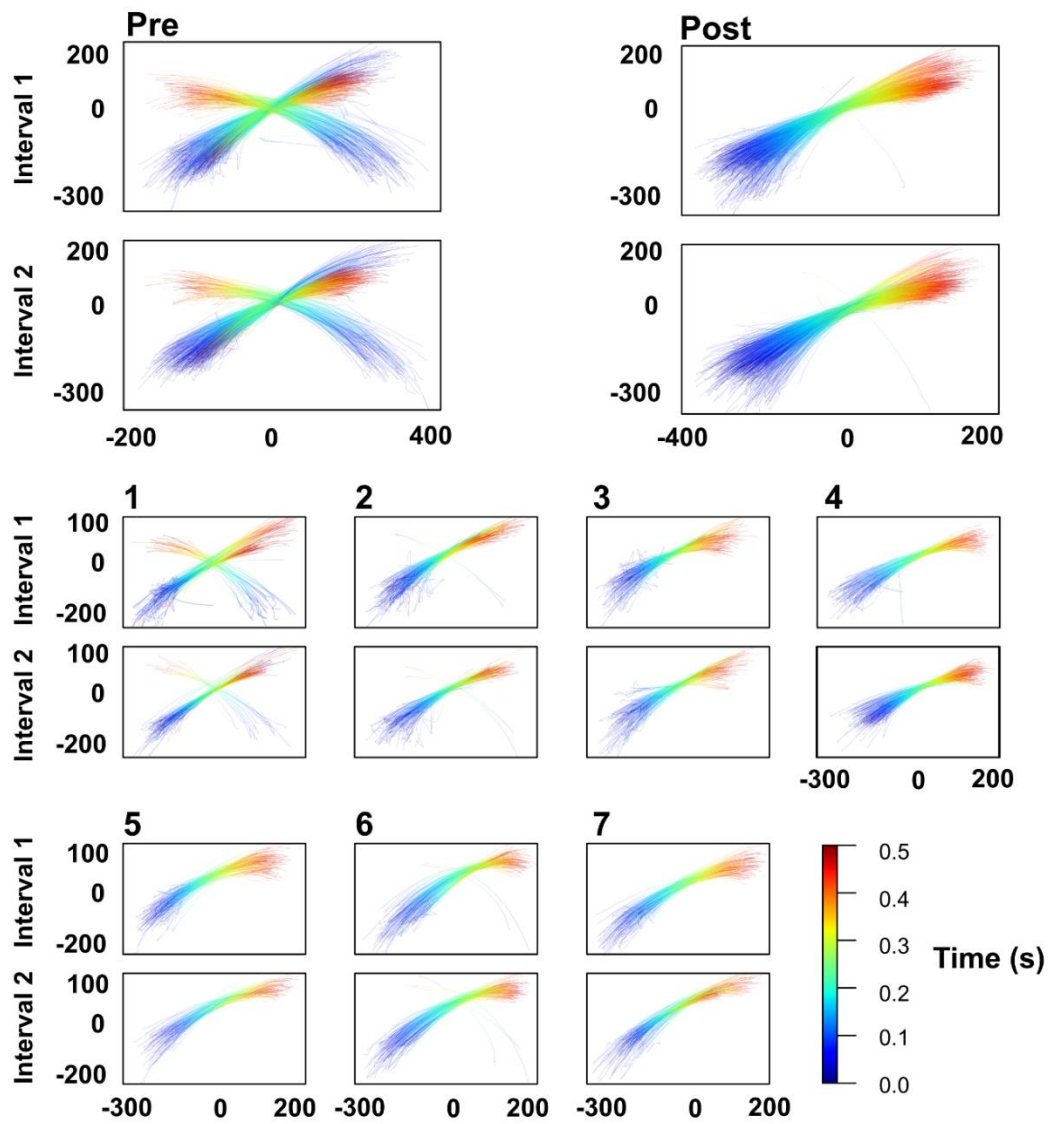 Pre Post
Interval 1 200 0 -300 200 0 -300
Interval 2 200 0 -300 200 0 -300
-200 0 400 -400 0 200
1 2 3 4
Interval 1 100 0 -200
Interval 2 100 0 -200
-300 0 200
5 6 7
Interval 1 100 0 -200
Interval 2 100 0 -200
-300 0 200 -300 0 200 -300 0 200
0.5
0.4
0.3
0.2
0.1
0.0
Time (s)